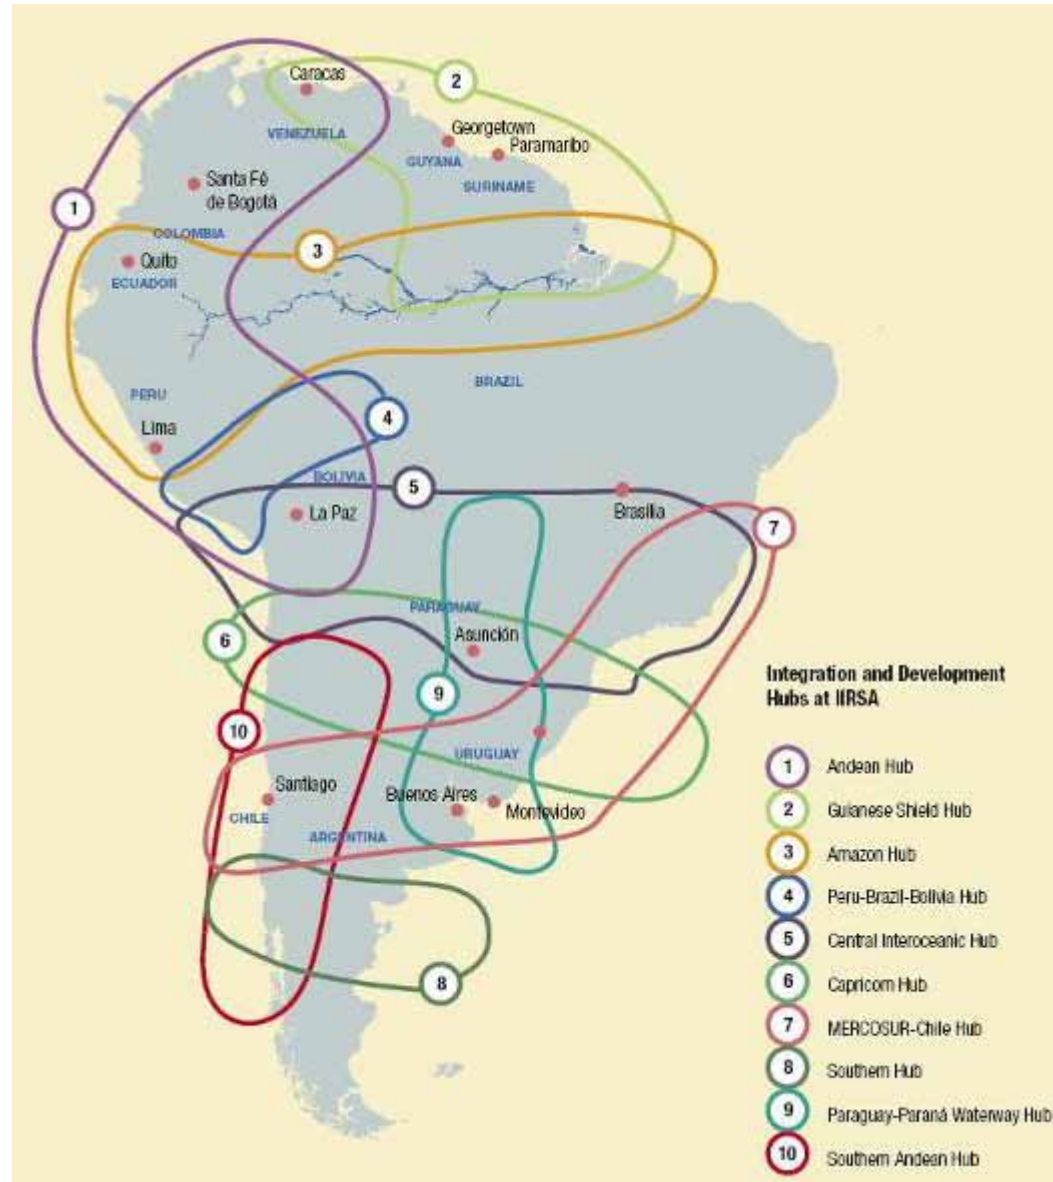 Caracas
2
VENEZUELA
Georgetown
Paramaribo
GUYANA
SURINAME
Santa Fé
de Bogotá
1
COLOMBIA
3
Quito
ECUADOR
BRAZIL
PERU
4
Lima
BOLIVIA
5
La Paz
Brasília
7
PARAGUAY
Asunción
6
9
10
URUGUAY
Santiago
Buenos Aires
Montevideo
CHILE
ARGENTINA
8
Integration and Development
Hubs at IIRSA
1 Andean Hub
2 Guianese Shield Hub
3 Amazon Hub
4 Peru-Brazil-Bolivia Hub
5 Central Interoceanic Hub
6 Capricorn Hub
7 MERCOSUR-Chile Hub
8 Southern Hub
9 Paraguay-Paraná Waterway Hub
10 Southern Andean Hub